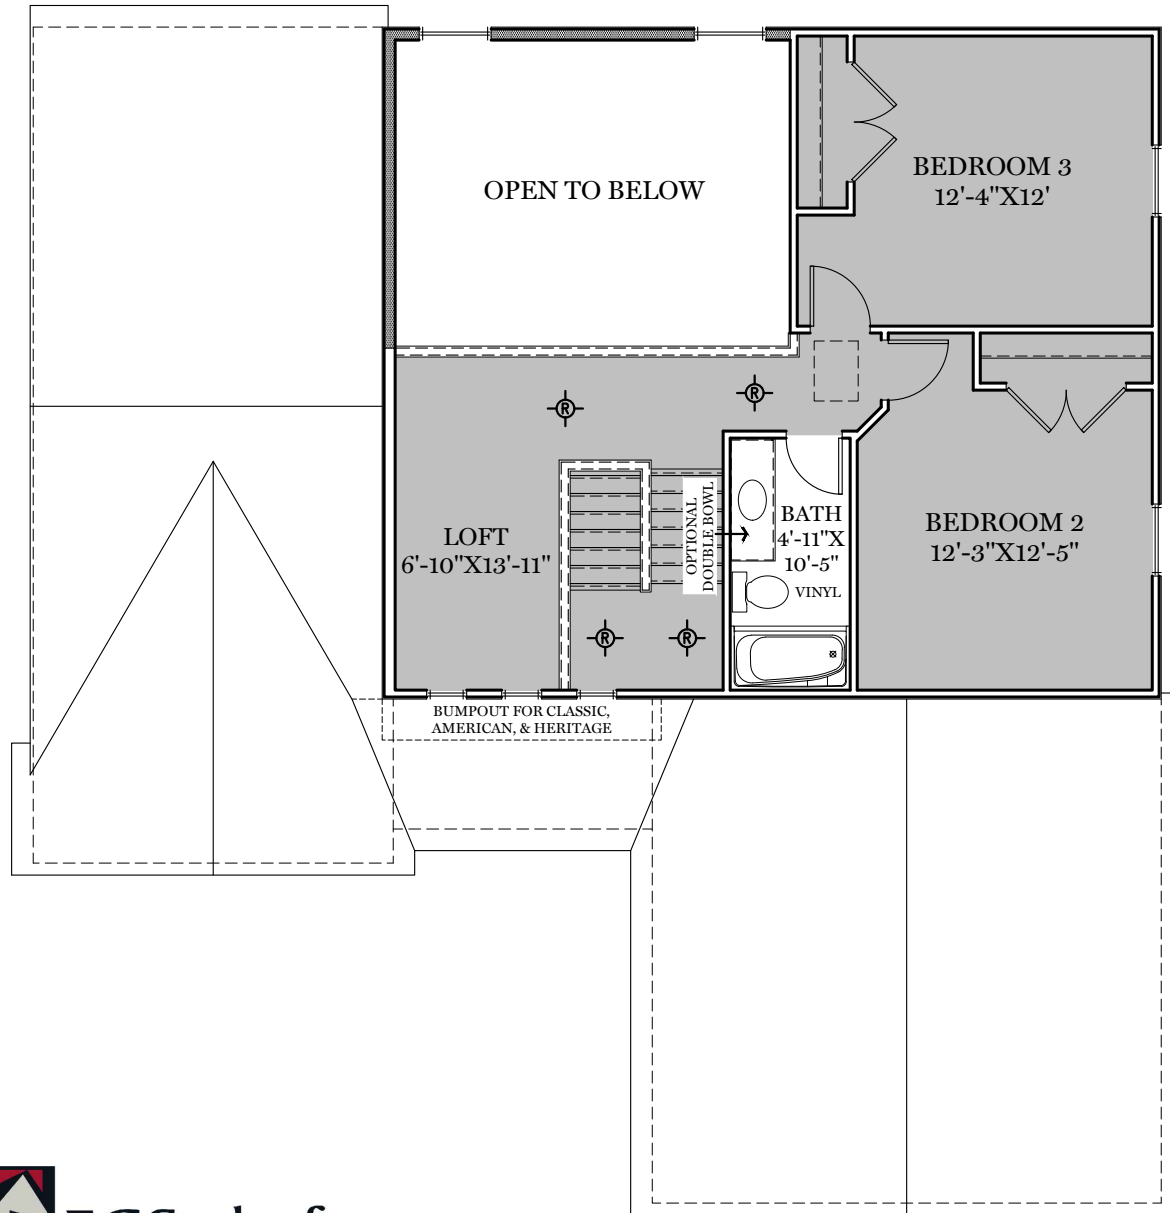 OPEN TO BELOW
BEDROOM 3
12'-4"X12'
R
R
LOFT
6'-10"X13'-11"
OPTIONAL
DOUBLE BOWL
BATH
4'-11"X
10'-5"
VINYL
BEDROOM 2
12'-3"X12'-5"
R
R
BUMPOUT FOR CLASSIC,
AMERICAN, & HERITAGE